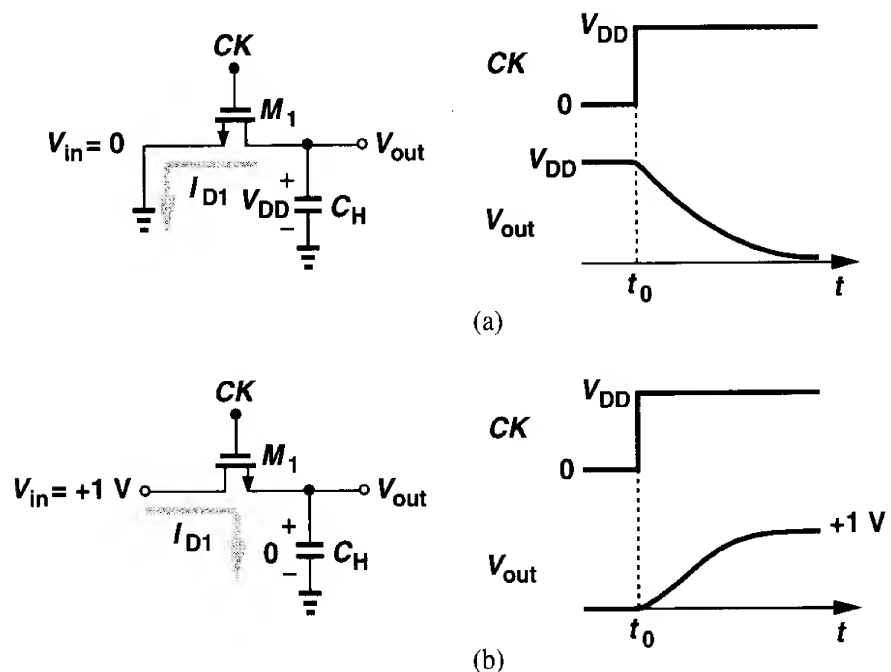 CK
M1
Vin = 0
Vout
ID1
VDD
+
−
CH
VDD
CK
0
VDD
Vout
t0
t
(a)
CK
M1
Vin = +1 V
Vout
ID1
0
+
−
CH
VDD
CK
0
+1 V
Vout
t0
t
(b)